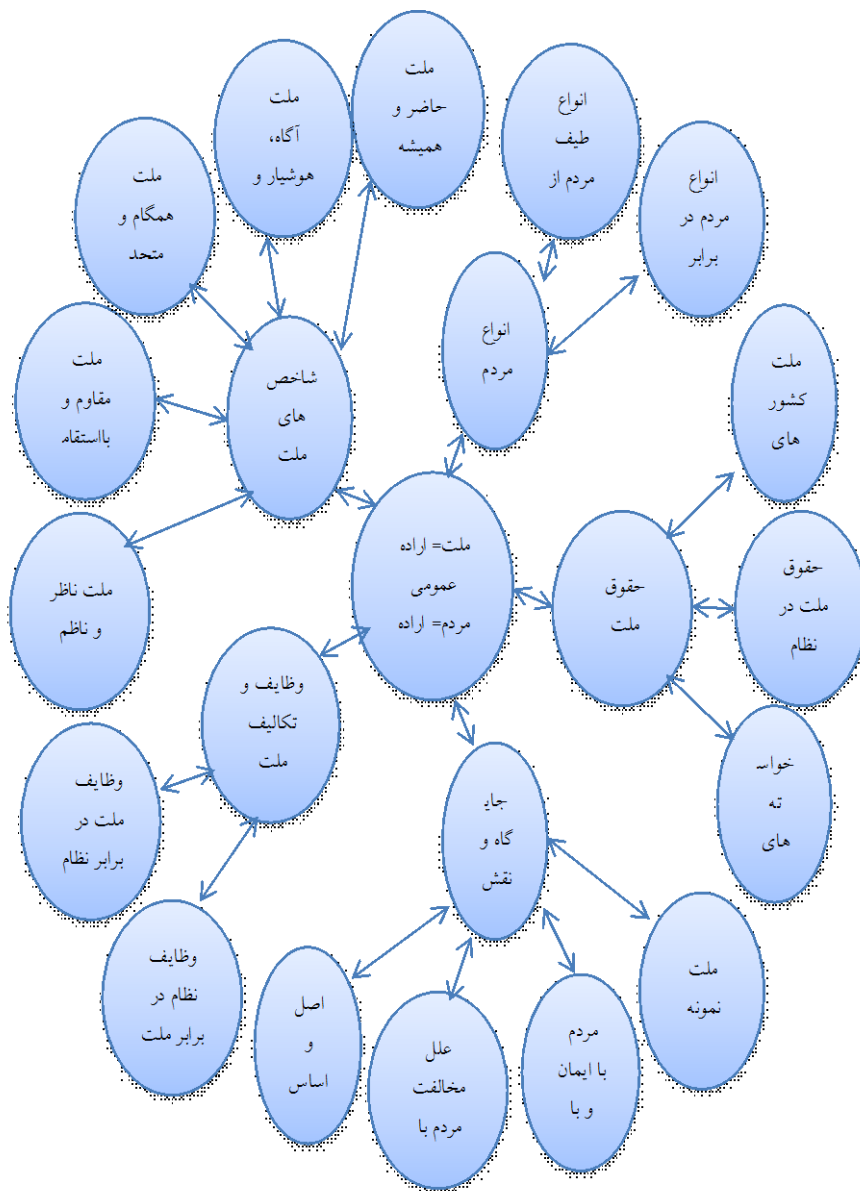 ملت
حاضر و
همیشه
انواع
طیف
مردم از
ملت
آگاه،
هوشیار و
انواع
مردم در
برابر
ملت
همگام و
متحد
انواع
مردم
ملت
کشور
های
ملت
مقاوم و
بااستقام
شاخص
های
ملت
ملت= اراده
عمومی
مردم= اراده
حقوق
ملت
حقوق
ملت در
نظام
ملت ناظر
و ناظم
وظایف و
تکالیف
ملت
خواس
ته
های
وظایف
ملت در
برابر نظام
جای
گاه و
نقش
وظایف
نظام در
برابر ملت
اصل
و
اساس
علل
مخالفت
مردم با
مردم
با ایمان
و با
ملت
نمونه